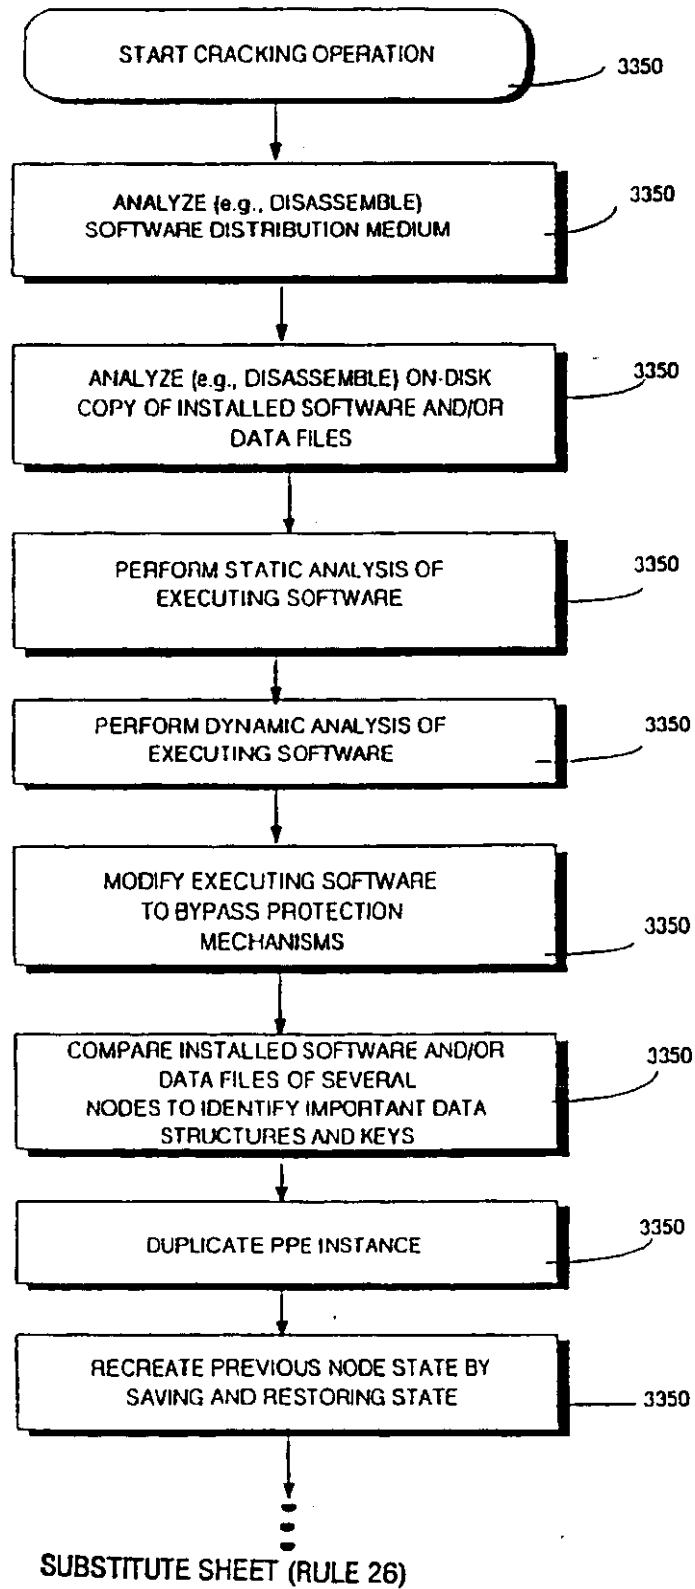 START CRACKING OPERATION
3350
ANALYZE (e.g., DISASSEMBLE)
SOFTWARE DISTRIBUTION MEDIUM
3350
ANALYZE (e.g., DISASSEMBLE) ON-DISK
COPY OF INSTALLED SOFTWARE AND/OR
DATA FILES
3350
PERFORM STATIC ANALYSIS OF
EXECUTING SOFTWARE
3350
PERFORM DYNAMIC ANALYSIS OF
EXECUTING SOFTWARE
3350
MODIFY EXECUTING SOFTWARE
TO BYPASS PROTECTION
MECHANISMS
3350
COMPARE INSTALLED SOFTWARE AND/OR
DATA FILES OF SEVERAL
NODES TO IDENTIFY IMPORTANT DATA
STRUCTURES AND KEYS
3350
DUPLICATE PPE INSTANCE
3350
RECREATE PREVIOUS NODE STATE BY
SAVING AND RESTORING STATE
3350
SUBSTITUTE SHEET (RULE 26)